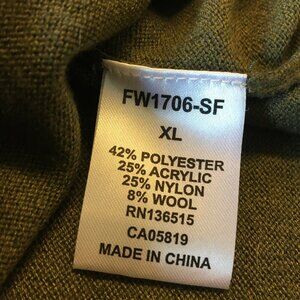 FW1706-SF
XL
42% POLYESTER
25% ACRYLIC
25% NYLON
8% WOOL
RN136515
CA05819
MADE IN CHINA